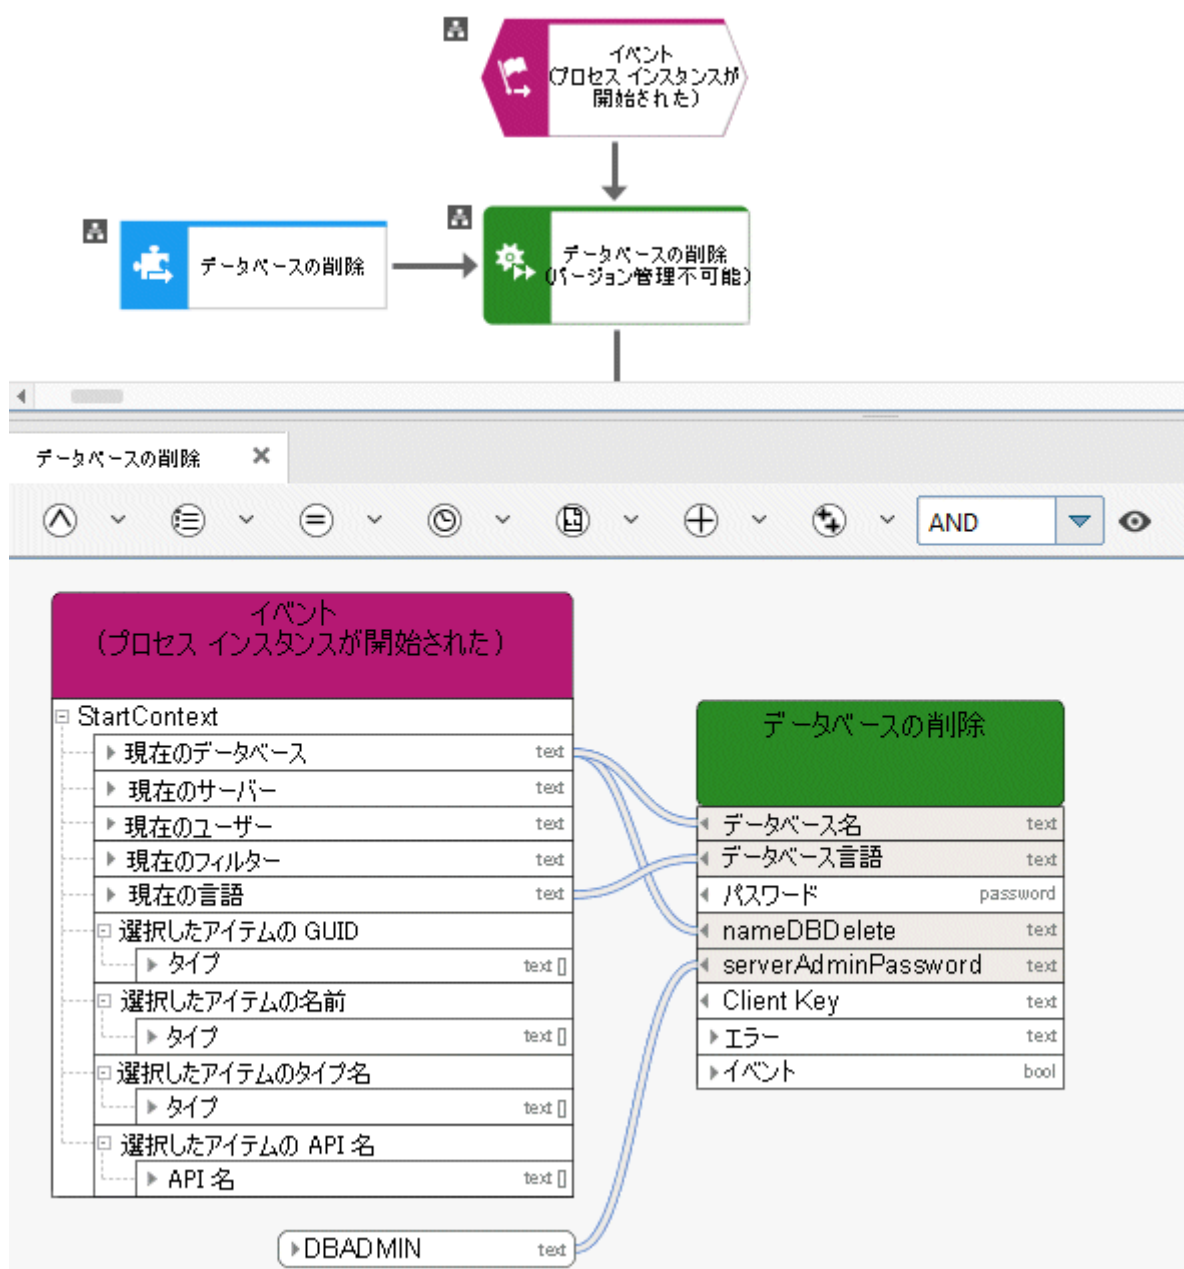 イベント
(プロセス インスタンスが
開始された)
データベースの削除
データベースの削除
(バージョン管理不可能)
データベースの削除
AND
イベント
(プロセス インスタンスが開始された)
StartContext
現在のデータベース text
現在のサーバー text
現在のユーザー text
現在のフィルター text
現在の言語 text
選択したアイテムの GUID
タイプ text []
選択したアイテムの名前
タイプ text []
選択したアイテムのタイプ名
タイプ text []
選択したアイテムの API 名
API 名 text []
DBADMIN text
データベースの削除
データベース名 text
データベース言語 text
パスワード password
nameDBDelete text
serverAdminPassword text
Client Key text
エラー text
イベント bool